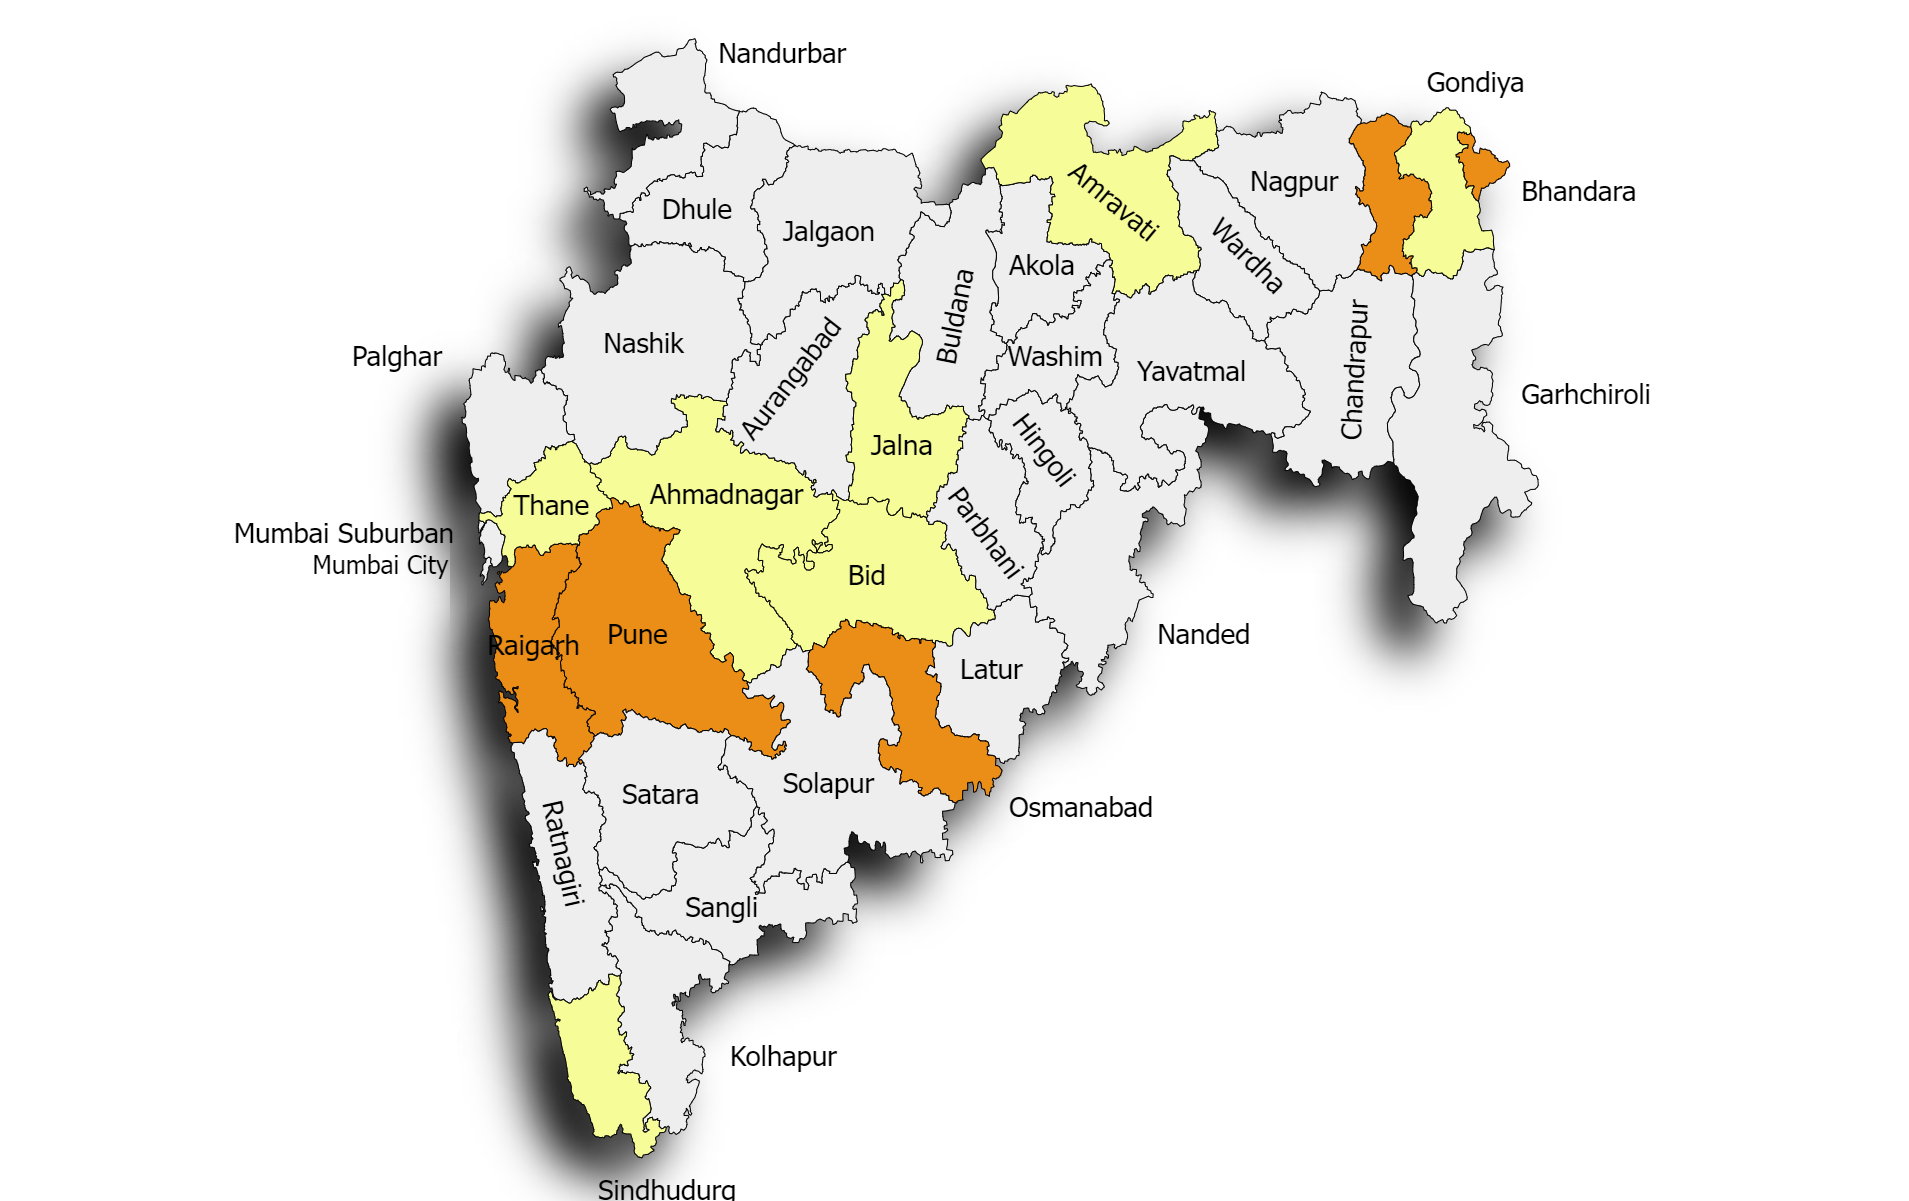 Nandurbar
Gondiya
Dhule
Jalgaon
Amravati
Nagpur
Bhandara
Akola
Wardha
Buldana
Nashik
Aurangabad
Palghar
Washim
Yavatmal
Chandrapur
Garhchiroli
Jalna
Hingoli
Thane
Ahmadnagar
Parbhani
Mumbai Suburban
Mumbai City
Bid
Raigarh
Pune
Nanded
Latur
Satara
Solapur
Osmanabad
Ratnagiri
Sangli
Kolhapur
Sindhudurg